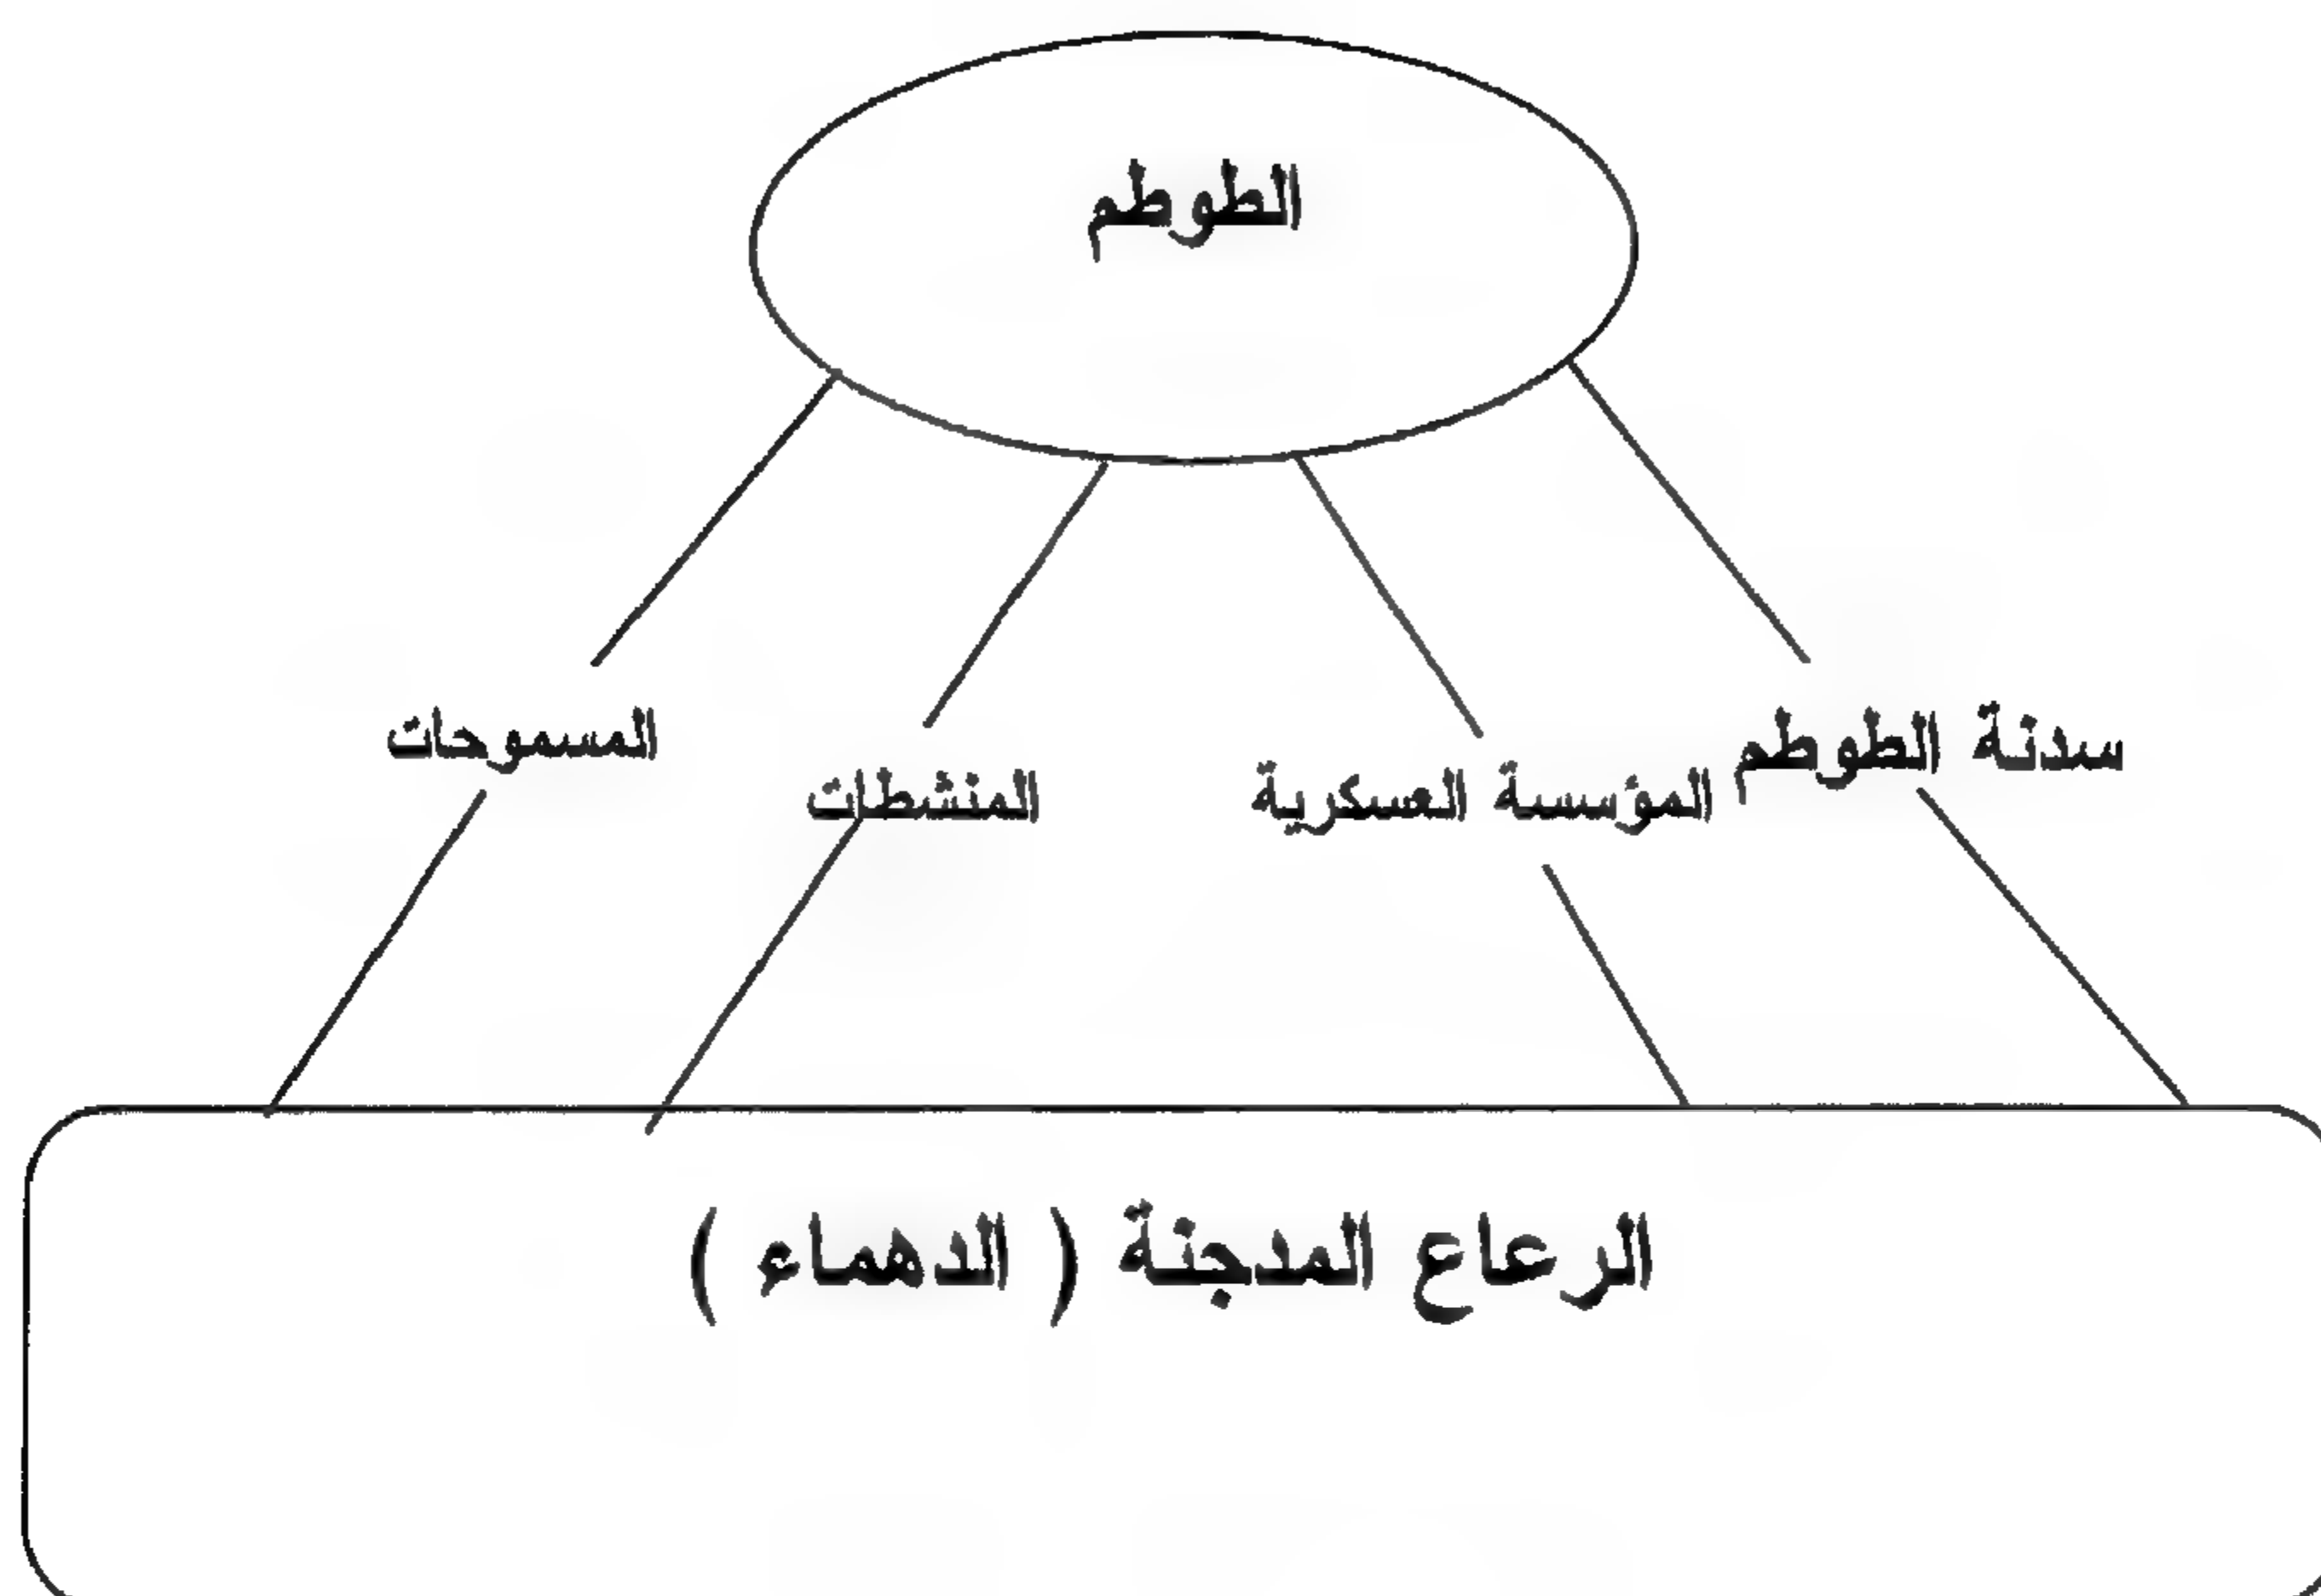 الطوطم
سدنة الطوطم
المؤسسة العسكرية
المنشطات
المسموحات
الرعاع المدجنة ( الدهماء )